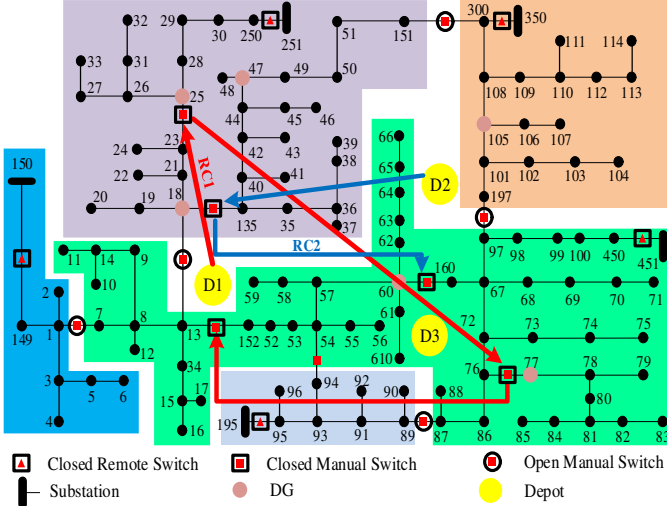 32 29 30 250 251 51 151 300 350
33 31 28 47 49 50 111 114
27 26 25 48 108 109 110 112 113
44 45 46
23 42 43 39 66 105 106 107
24 22 21 RC1 38 65
150 40 41 D2 64 101 102 103 104
20 19 18 135 35 36 37 63 197
RC2 62 97 98 99 100 450 451
11 14 9 D1 59 58 57 60 160 67 68 69 70 71
2 10 61 D3 72 73 74 75
149 1 7 8 13 152 52 53 54 55 56 610
12 34 76 77 78 79
3 5 6 15 17 96 94 92 90 88 80
4 16 195 95 93 91 89 87 86 85 84 81 82 83
Closed Remote Switch Closed Manual Switch Open Manual Switch
Substation DG Depot